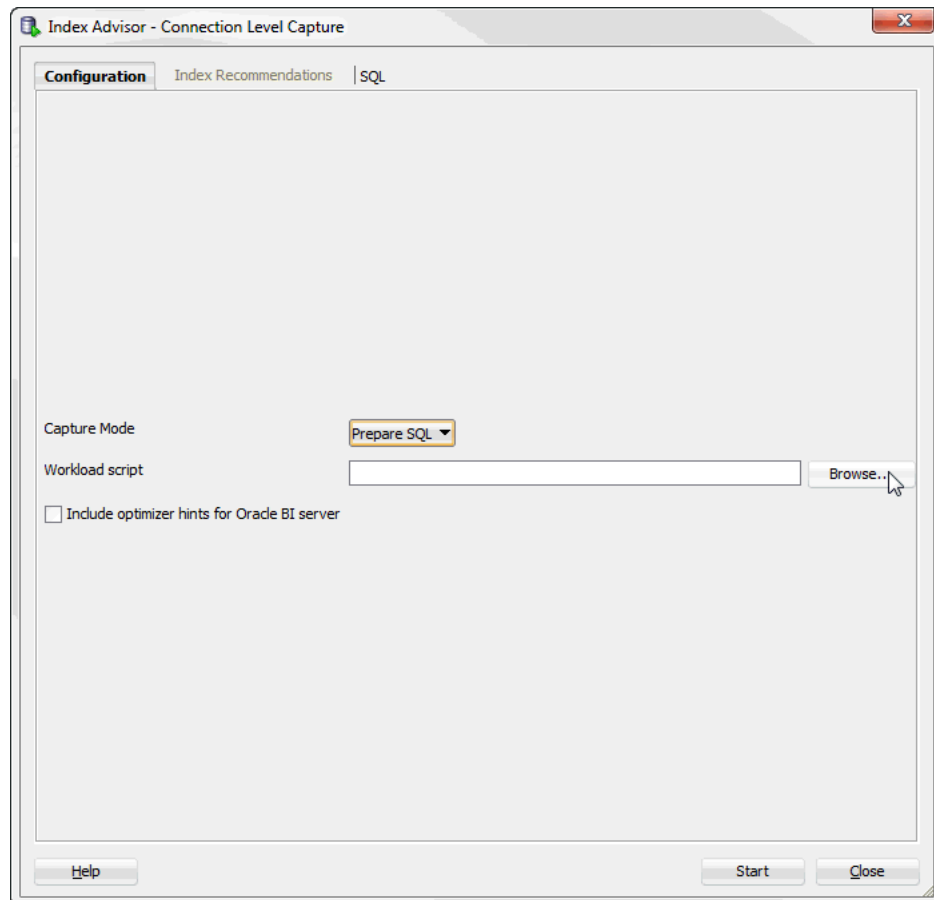 Index Advisor - Connection Level Capture
Configuration Index Recommendations SQL
Capture Mode Prepare SQL
Workload script Browse...
Include optimizer hints for Oracle BI server
Help Start Close